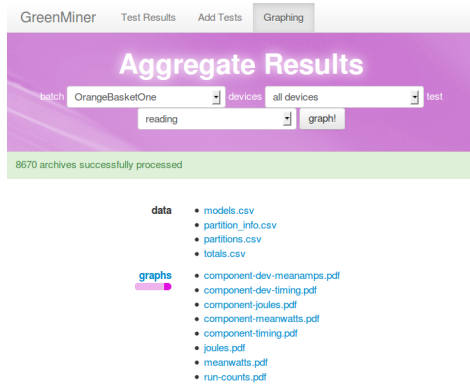 GreenMiner Test Results Add Tests Graphing
Aggregate Results
batch OrangeBasketOne devices all devices test
reading graph!
8670 archives successfully processed
data • models.csv
• partition_info.csv
• partitions.csv
• totals.csv
graphs • component-dev-meanamps.pdf
• component-dev-timing.pdf
• component-joules.pdf
• component-meanwatts.pdf
• component-timing.pdf
• joules.pdf
• meanwatts.pdf
• run-counts.pdf